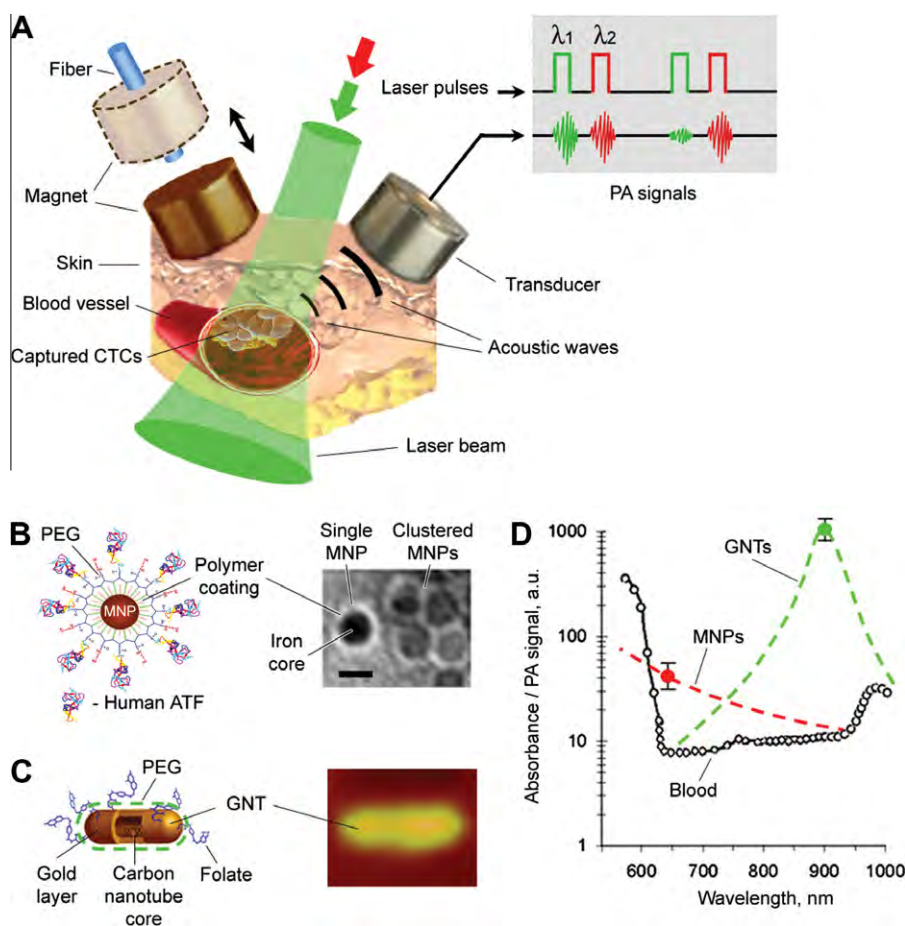 A
Fiber
Magnet
Skin
Blood vessel
Captured CTCs
Laser pulses
λ1 λ2
PA signals
Transducer
Acoustic waves
Laser beam
B
PEG
MNP
Polymer
coating
- Human ATF
Single
MNP
Clustered
MNPs
Iron
core
C
PEG
GNT
Gold
layer
Carbon
nanotube
core
Folate
D
Absorbance / PA signal, a.u.
1000
100
10
1
GNTs
MNPs
Blood
600 700 800 900 1000
Wavelength, nm